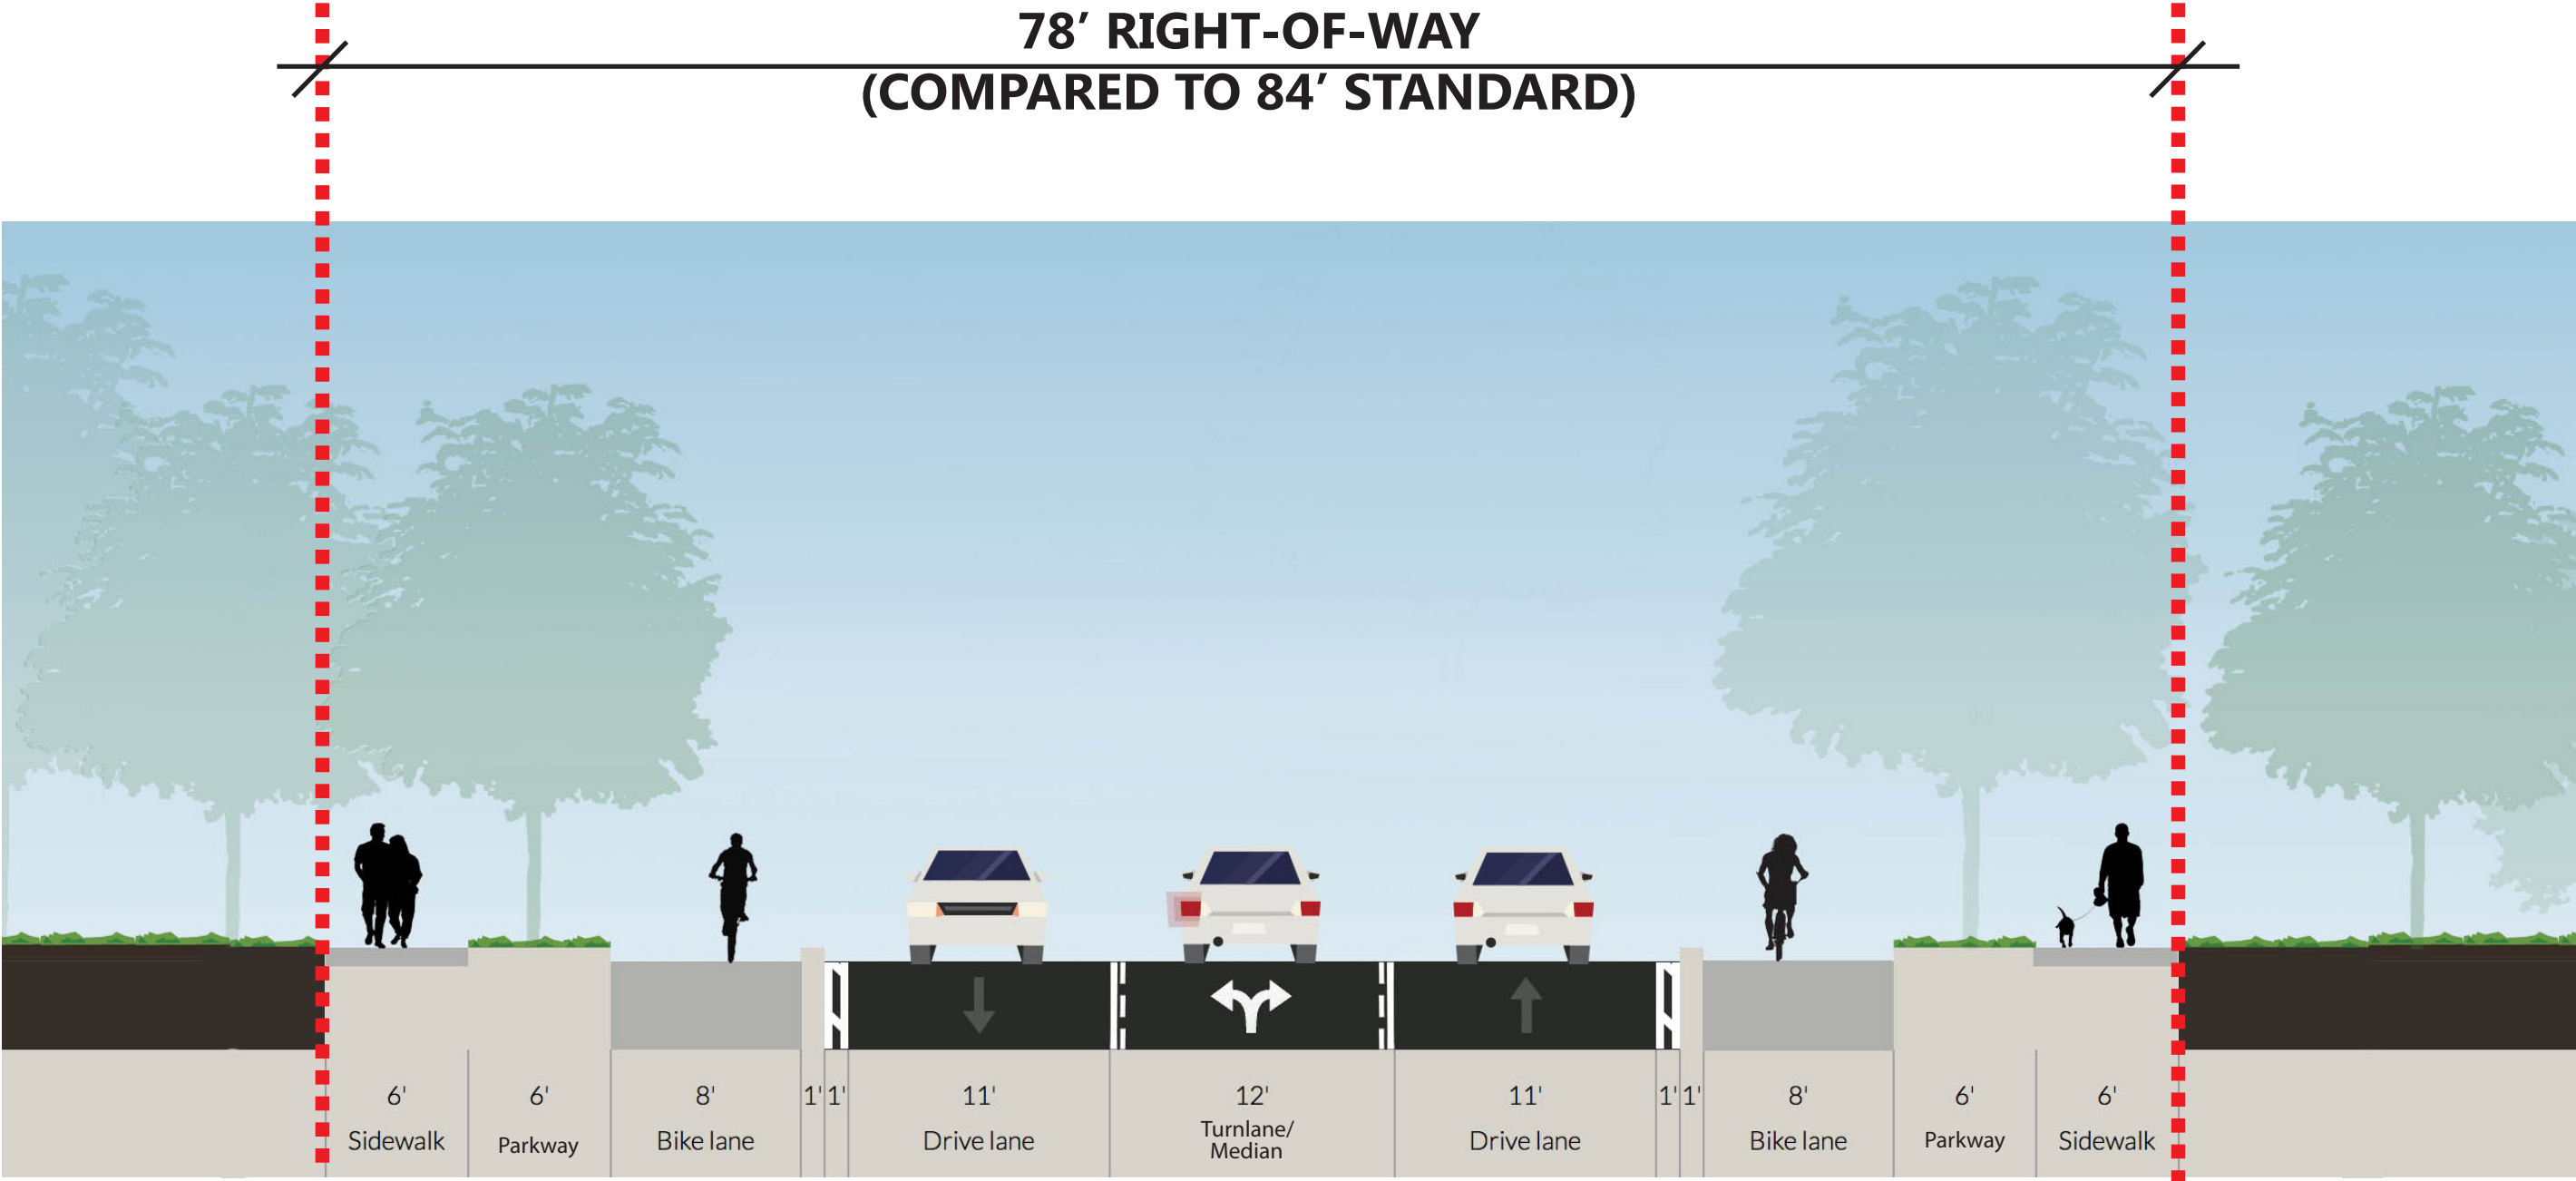 78′ RIGHT-OF-WAY
(COMPARED TO 84′ STANDARD)
6'
Sidewalk
6'
Parkway
8'
Bike lane
1'
1'
11'
Drive lane
12'
Turnlane/
Median
11'
Drive lane
1'
1'
8'
Bike lane
6'
Parkway
6'
Sidewalk